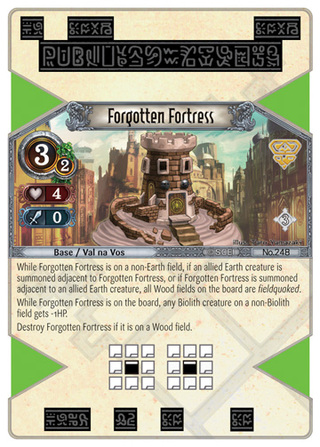 Forgotten Fortress
3
2
4
0
3
Base / Val na Vos
SCE
No.24B
While Forgotten Fortress is on a non-Earth field, if an allied Earth creature is
summoned adjacent to Forgotten Fortress, or if Forgotten Fortress is summoned
adjacent to an allied Earth creature, all Wood fields on the board are fieldquaked.
While Forgotten Fortress is on the board, any Biolith creature on a non-Biolith
field gets -1HP.
Destroy Forgotten Fortress if it is on a Wood field.